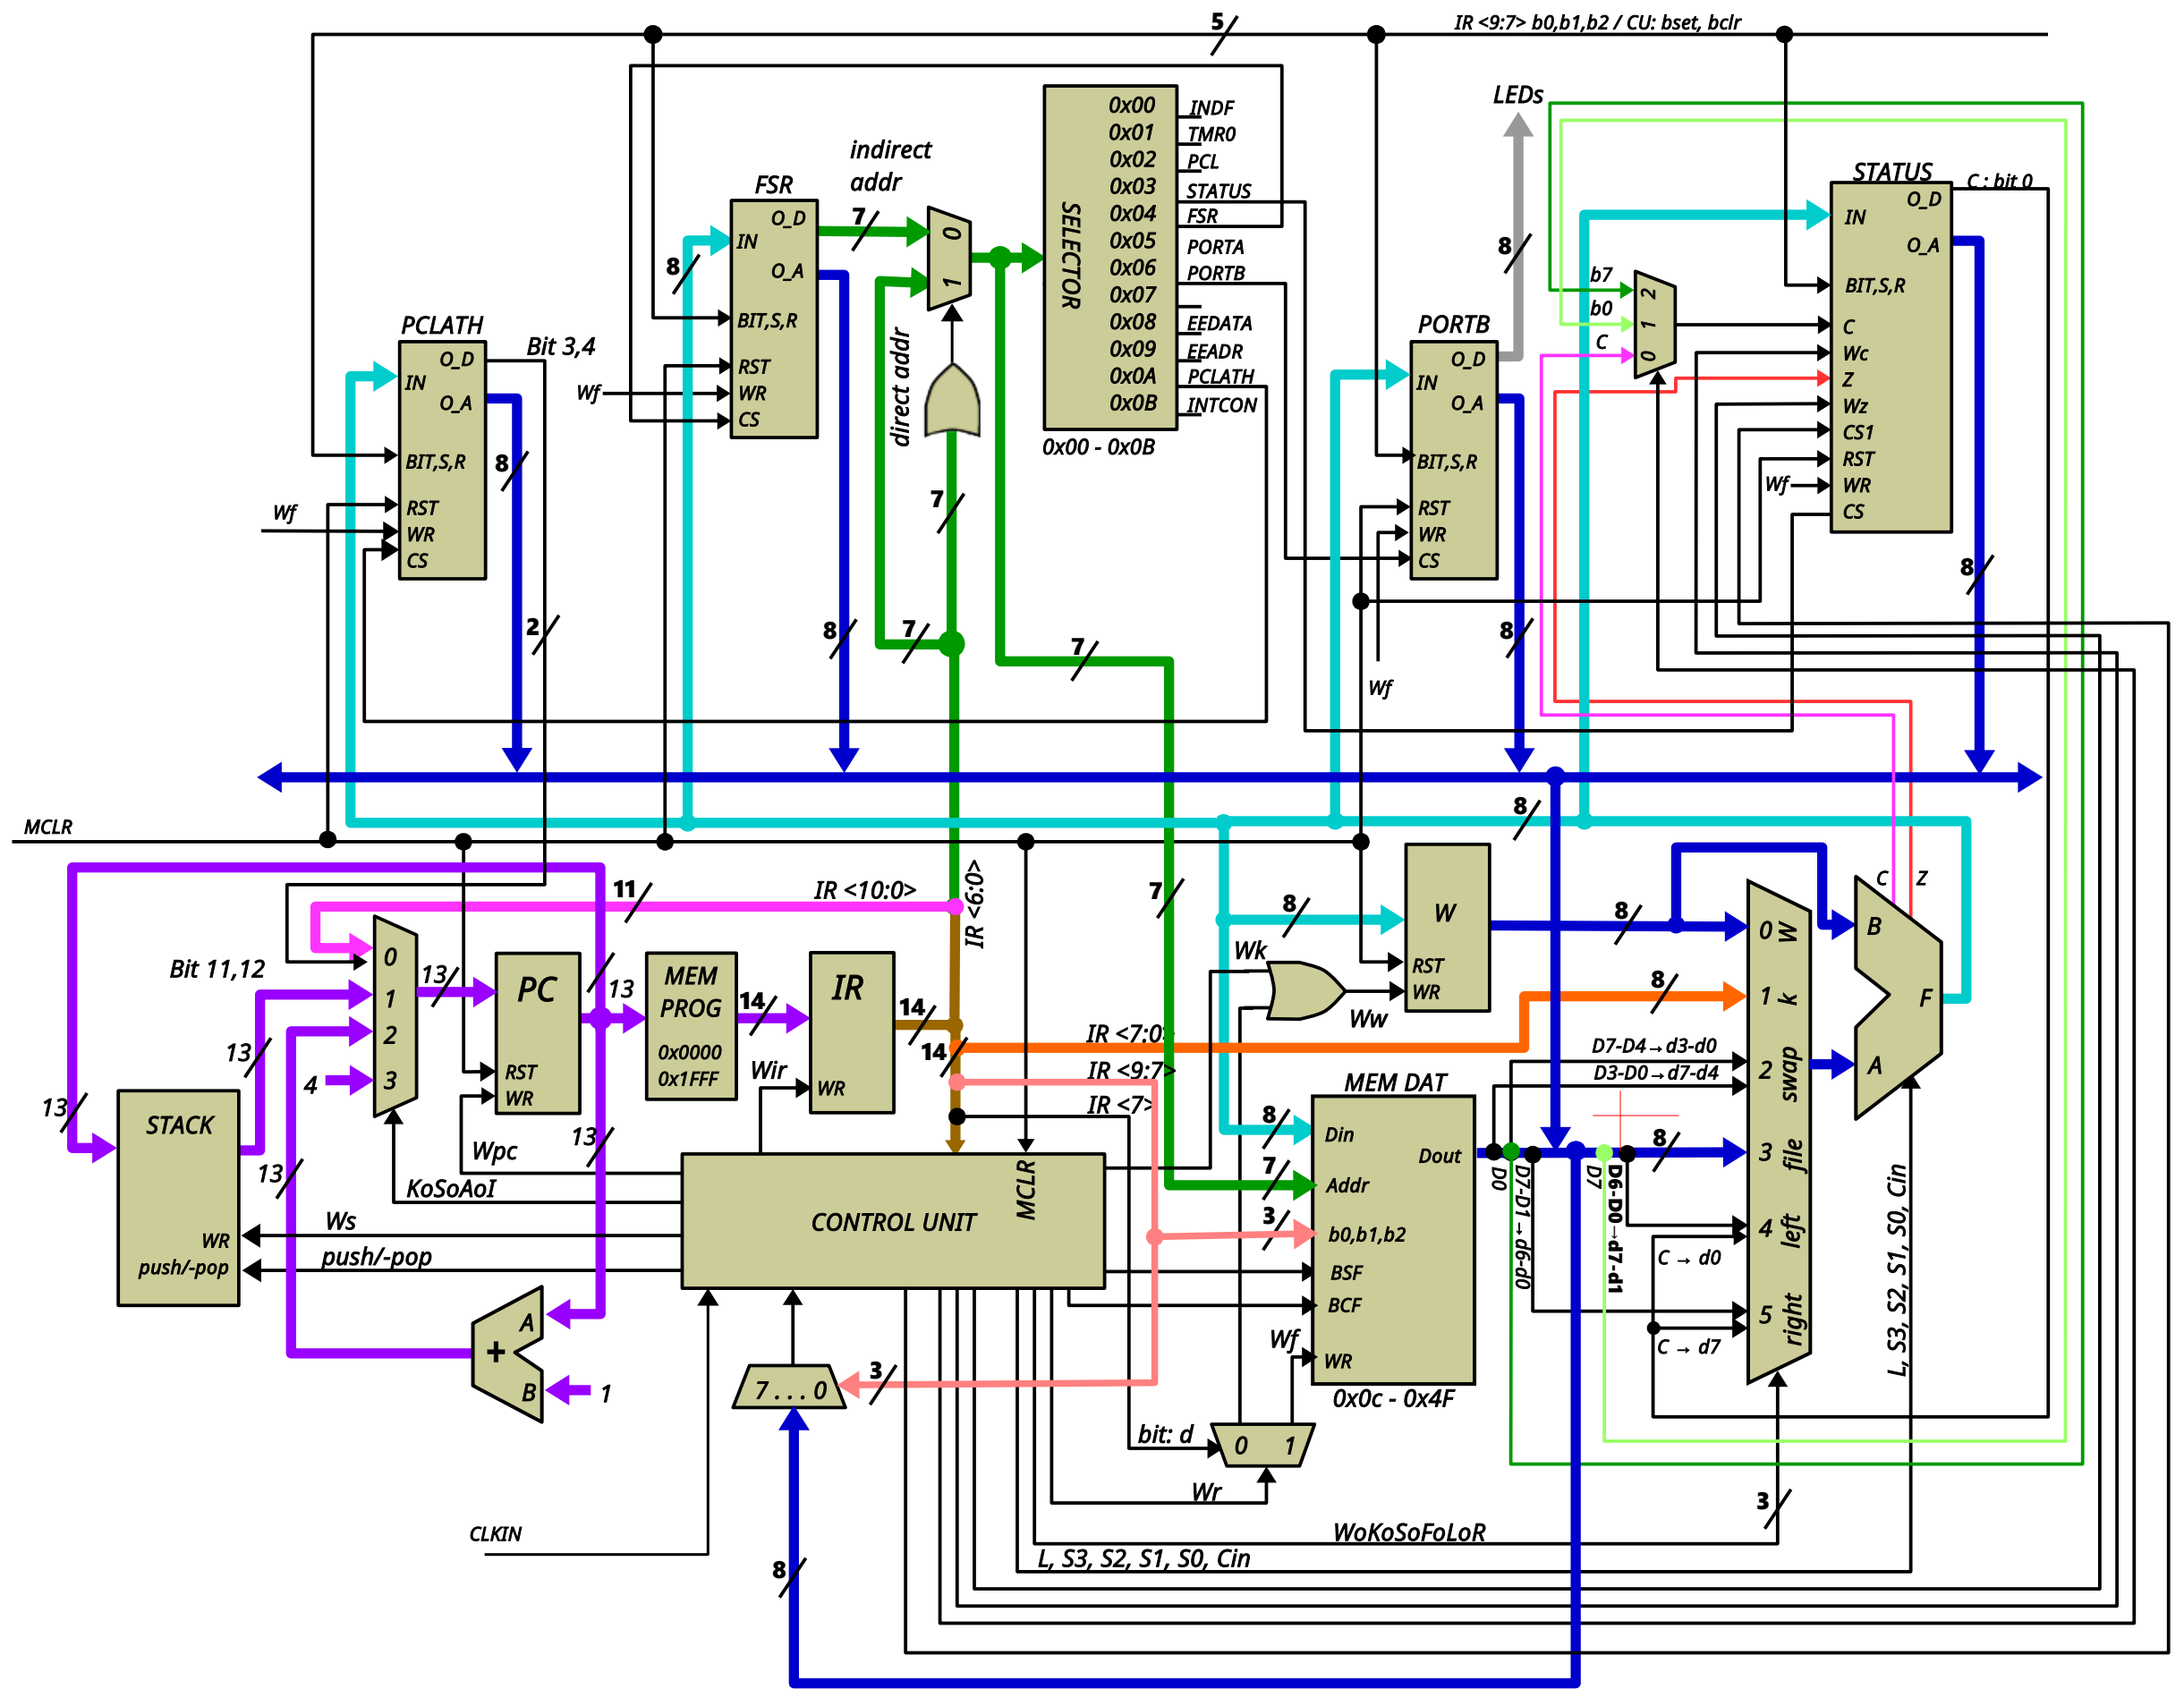 5
IR <9:7> b0,b1,b2 / CU: bset, bclr
LEDs
indirect
addr
FSR
O_D
IN
O_A
BIT,S,R
RST
WR
CS
Wf
8
7
0
1
direct addr
7
7
7
8
SELECTOR
0x00
0x01
0x02
0x03
0x04
0x05
0x06
0x07
0x08
0x09
0x0A
0x0B
0x00 - 0x0B
INDF
TMR0
PCL
STATUS
FSR
PORTA
PORTB
EEDATA
EEADR
PCLATH
INTCON
PCLATH
O_D
IN
O_A
BIT,S,R
RST
WR
CS
Bit 3,4
Wf
8
2
PORTB
O_D
IN
O_A
BIT,S,R
RST
WR
CS
Wf
8
8
b7
b0
C
2
1
0
STATUS
C : bit 0
O_D
IN
O_A
BIT,S,R
C
Wc
Z
Wz
CS1
RST
WR
CS
Wf
8
8
MCLR
11
IR <10:0>
IR <6:0>
7
Bit 11,12
0
1
2
3
4
13
13
13
13
13
13
13
PC
RST
WR
MEM
PROG
0x0000
0x1FFF
14
IR
WR
Wir
14
14
IR <7:0>
IR <9:7>
IR <7>
STACK
WR
push/-pop
Wpc
KoSoAoI
Ws
push/-pop
CONTROL UNIT
MCLR
A
+
B
1
7 . . . 0
3
CLKIN
8
Wk
Ww
8
W
RST
WR
8
8
MEM DAT
Din
Addr
b0,b1,b2
BSF
BCF
WR
Dout
0x0c - 0x4F
8
7
3
Wf
bit: d
0
1
Wr
D7-D4→d3-d0
D3-D0→d7-d4
D0
D7-D1→d6-d0
D7
D6-D0→d7-d1
8
C → d0
C → d7
0 W
1 k
2 swap
3 file
4 left
5 right
C
Z
B
F
A
L, S3, S2, S1, S0, Cin
3
WoKoSoFoLoR
L, S3, S2, S1, S0, Cin